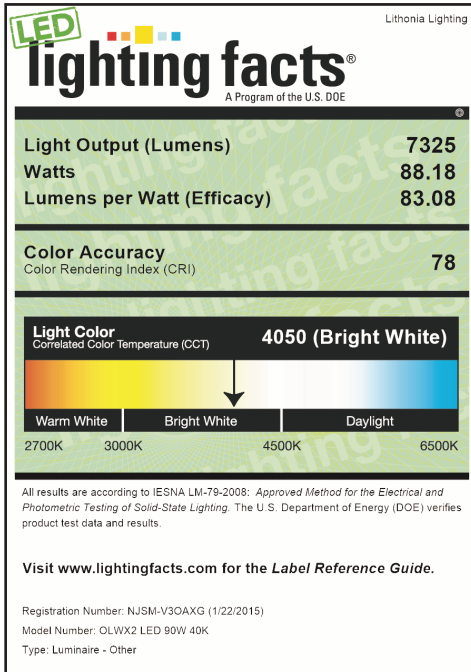 Lithonia Lighting
LED
lighting facts®
A Program of the U.S. DOE
Light Output (Lumens) 7325
Watts 88.18
Lumens per Watt (Efficacy) 83.08
Color Accuracy
Color Rendering Index (CRI) 78
Light Color
Correlated Color Temperature (CCT) 4050 (Bright White)
Warm White Bright White Daylight
2700K 3000K 4500K 6500K
All results are according to IESNA LM-79-2008: Approved Method for the Electrical and
Photometric Testing of Solid-State Lighting. The U.S. Department of Energy (DOE) verifies
product test data and results.
Visit www.lightingfacts.com for the Label Reference Guide.
Registration Number: NJSM-V3OAXG (1/22/2015)
Model Number: OLWX2 LED 90W 40K
Type: Luminaire - Other